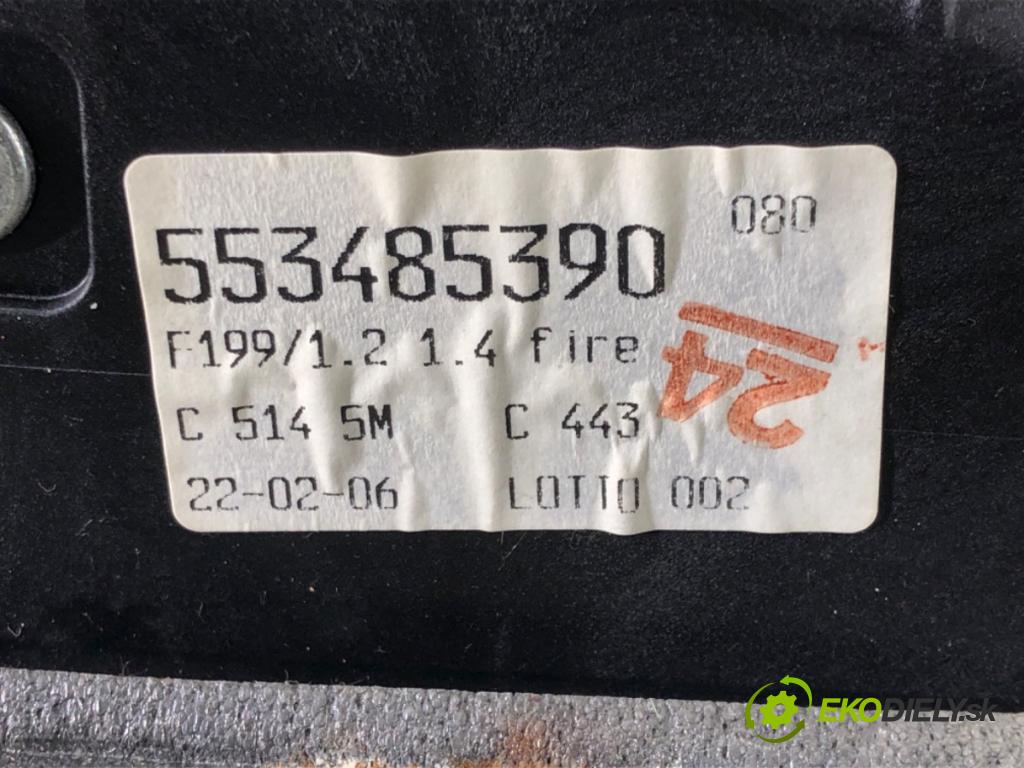 080
553485390
F199/1.2 1.4 fire
24
C 514 5M C 443
22-02-06 LOTTO 002
EKODIELY.sk